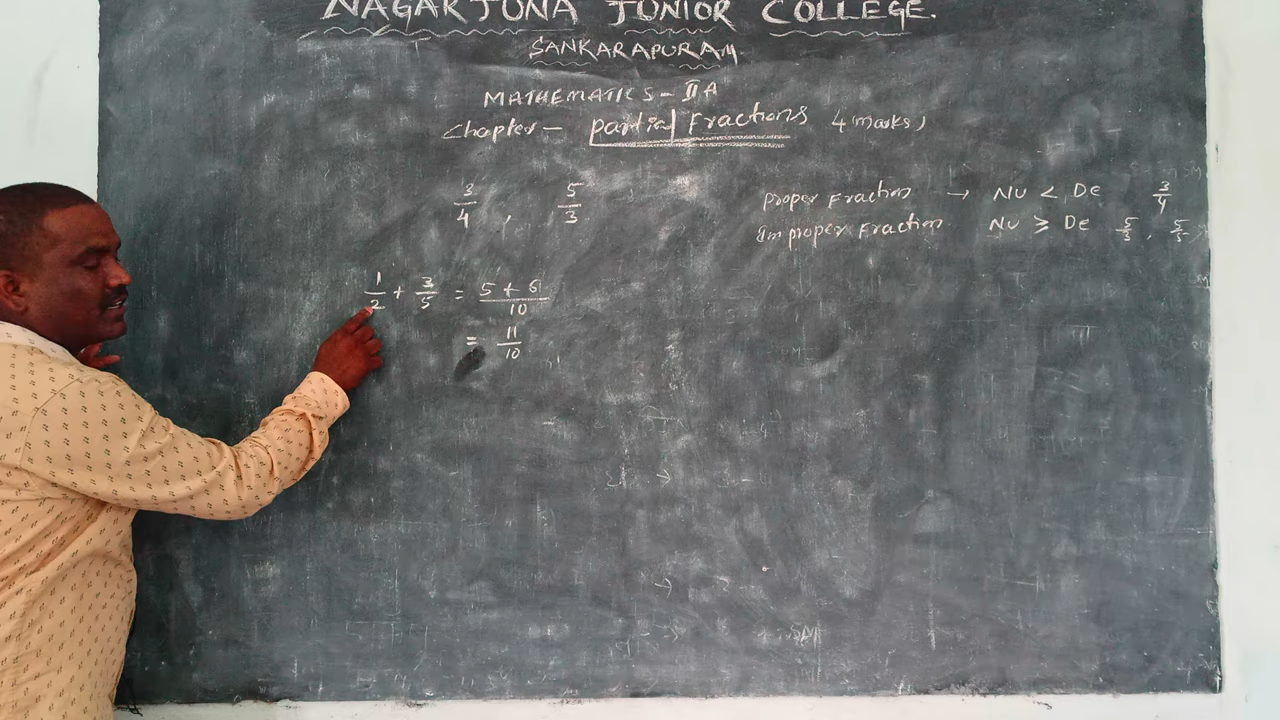 NAGARJUNA JUNIOR COLLEGE.
SANKARAPURAM.
MATHEMATICS - II A
Chapter - partial Fractions 4 (marks)
3/4 , 5/3
proper Fraction → Nu < De 3/4
Improper Fraction Nu ≥ De 5/3 , 5/5
1/2 + 3/5 = 5 + 6/10
= 11/10